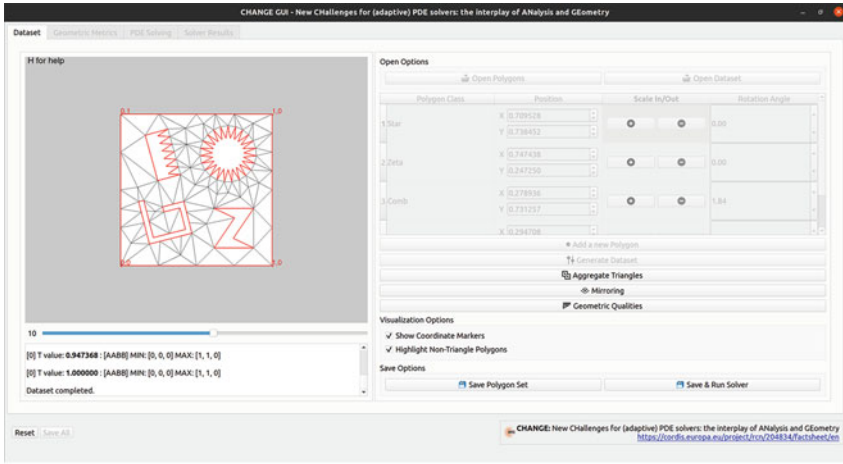 CHANGE GUI - New CHallenges for (adaptive) PDE solvers: the interplay of ANalysis and GEometry
Dataset Geometric Metrics PDE Solving Solver Results
H for help
0,1 1,0
0,0 1,0
10
[0] T value: 0.947368 : [AABB] MIN: [0, 0, 0] MAX: [1, 1, 0]
[0] T value: 1.000000 : [AABB] MIN: [0, 0, 0] MAX: [1, 1, 0]
Dataset completed.
Open Options
Open Polygons Open Dataset
Polygon Class Position Scale In/Out Rotation Angle
X 0.709528
1 Star 0.00
Y 0.736452
X 0.747438
2 Zeta 0.00
Y 0.247250
X 0.278936
3 Comb 1.84
Y 0.731257
X 0.294708
Add a new Polygon
Generate Dataset
Aggregate Triangles
Mirroring
Geometric Qualities
Visualization Options
Show Coordinate Markers
Highlight Non-Triangle Polygons
Save Options
Save Polygon Set Save & Run Solver
Reset Save All
CHANGE: New CHallenges for (adaptive) PDE solvers: the interplay of ANalysis and GEometry
https://cordis.europa.eu/project/rcn/204834/factsheet/en